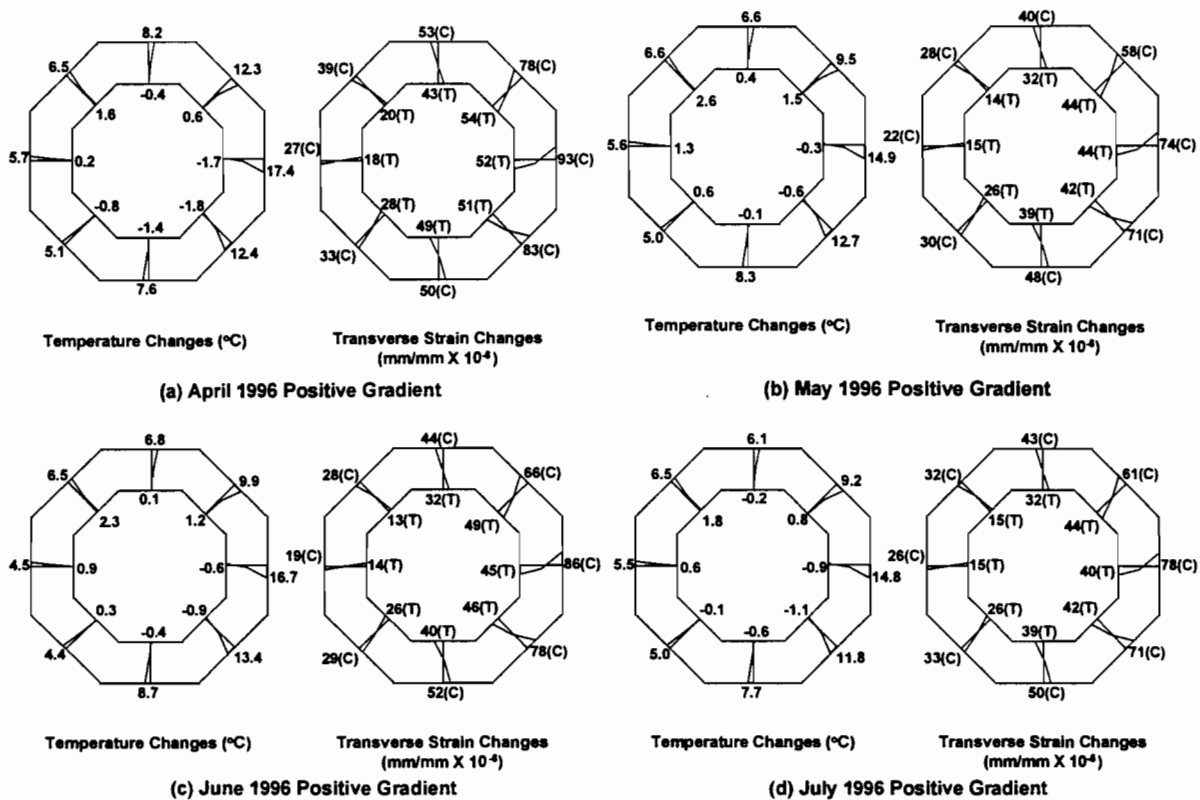 8.2
6.5 12.3
-0.4
1.6 0.6
5.7 0.2 -1.7 17.4
-0.8 -1.8
-1.4
5.1 12.4
7.6
Temperature Changes (°C)
53(C)
39(C) 78(C)
43(T)
20(T) 54(T)
27(C) 18(T) 52(T) 93(C)
28(T) 51(T)
49(T)
33(C) 83(C)
50(C)
Transverse Strain Changes
(mm/mm X 10-6)
(a) April 1996 Positive Gradient
6.6
6.6 9.5
0.4
2.6 1.5
5.6 1.3 -0.3 14.9
0.6 -0.6
-0.1
5.0 12.7
8.3
Temperature Changes (°C)
40(C)
28(C) 58(C)
32(T)
14(T) 44(T)
22(C) 15(T) 44(T) 74(C)
26(T) 42(T)
39(T)
30(C) 71(C)
48(C)
Transverse Strain Changes
(mm/mm X 10-6)
(b) May 1996 Positive Gradient
6.8
6.5 9.9
0.1
2.3 1.2
4.5 0.9 -0.6 16.7
0.3 -0.9
-0.4
4.4 13.4
8.7
Temperature Changes (°C)
44(C)
28(C) 66(C)
32(T)
13(T) 49(T)
19(C) 14(T) 45(T) 86(C)
26(T) 46(T)
40(T)
29(C) 78(C)
52(C)
Transverse Strain Changes
(mm/mm X 10-6)
(c) June 1996 Positive Gradient
6.1
6.5 9.2
-0.2
1.8 0.8
5.5 0.6 -0.9 14.8
-0.1 -1.1
-0.6
5.0 11.8
7.7
Temperature Changes (°C)
43(C)
32(C) 61(C)
32(T)
15(T) 44(T)
26(C) 15(T) 40(T) 78(C)
26(T) 42(T)
39(T)
33(C) 71(C)
50(C)
Transverse Strain Changes
(mm/mm X 10-6)
(d) July 1996 Positive Gradient